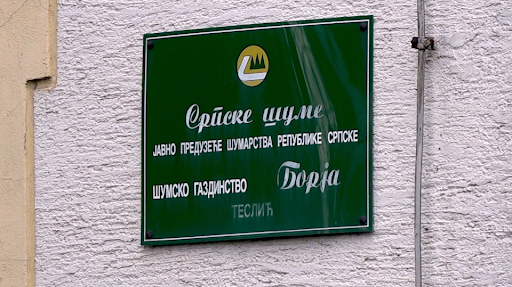 Српске шуме
ЈАВНО ПРЕДУЗЕЋЕ ШУМАРСТВА РЕПУБЛИКЕ СРПСКЕ
ШУМСКО ГАЗДИНСТВО Борја
ТЕСЛИЋ